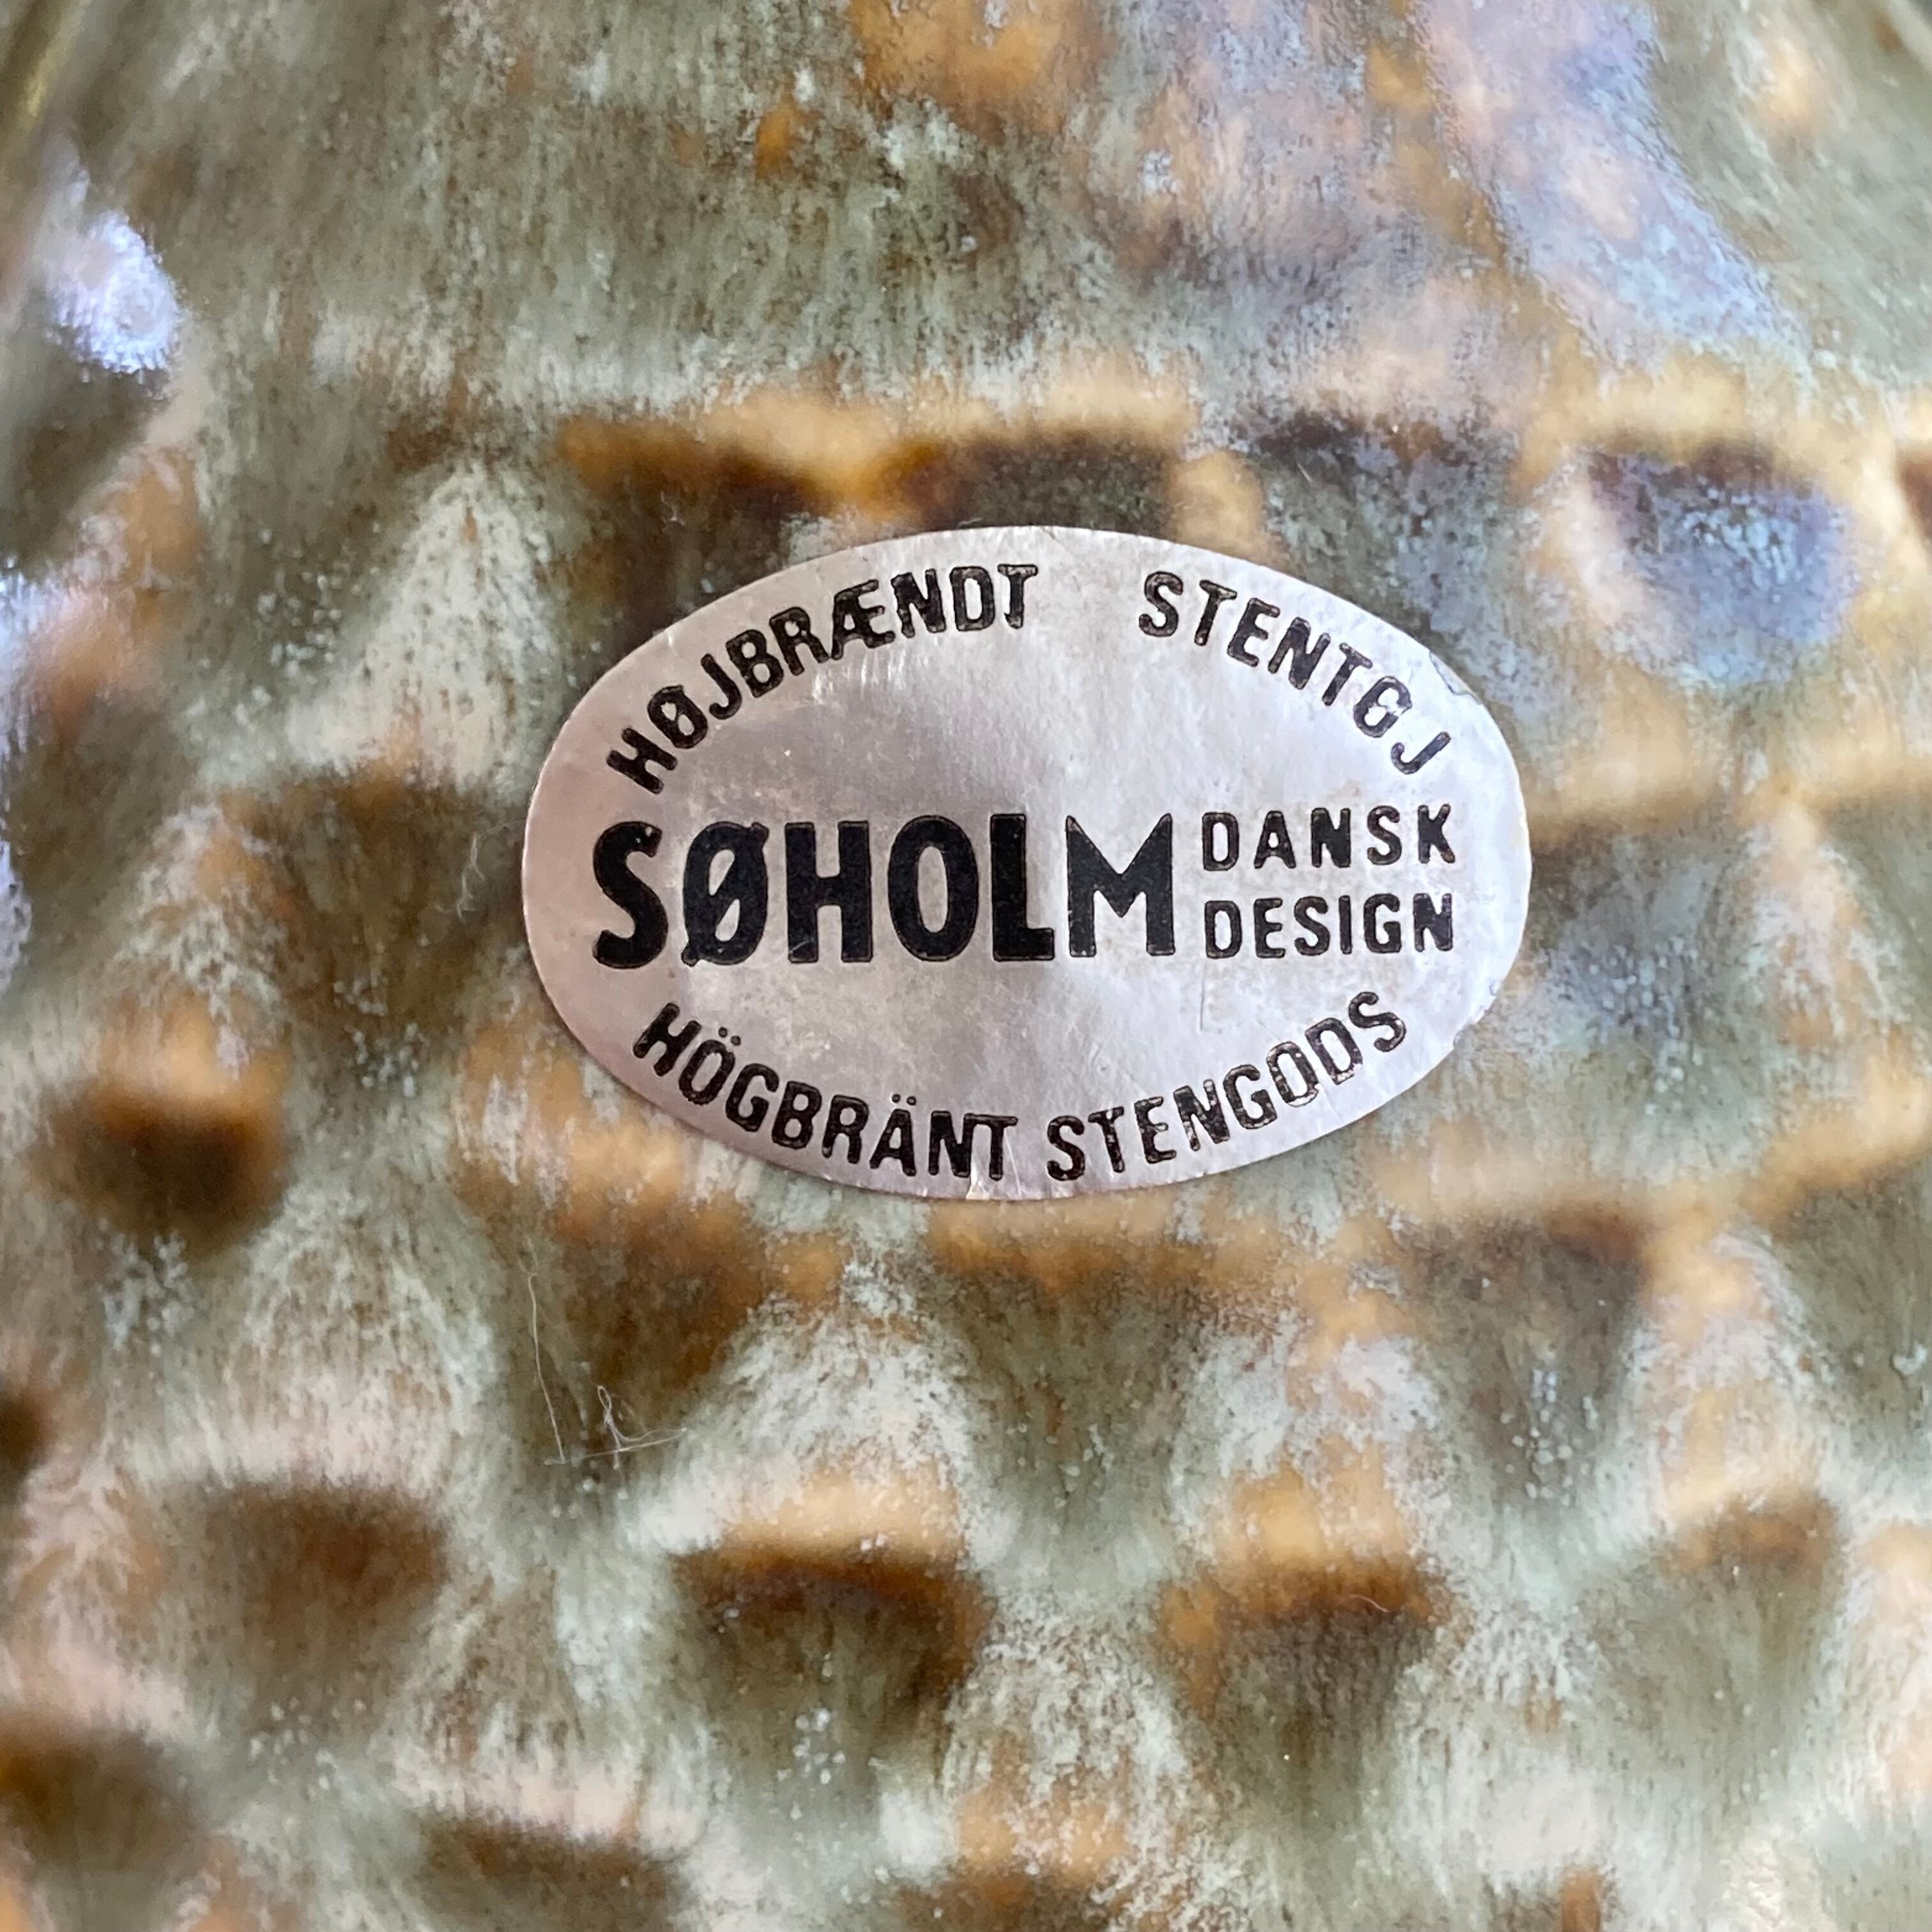 HØJBRÆNDT STENTØJ
SØHOLM
DANSK
DESIGN
HÖGBRÄNT STENGODS